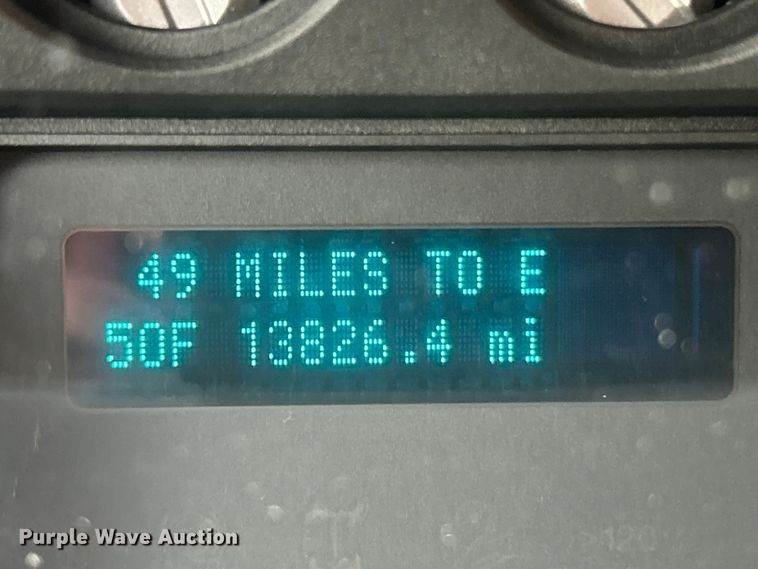 49 MILES TO E
50F 13826.4 mi
Purple Wave Auction